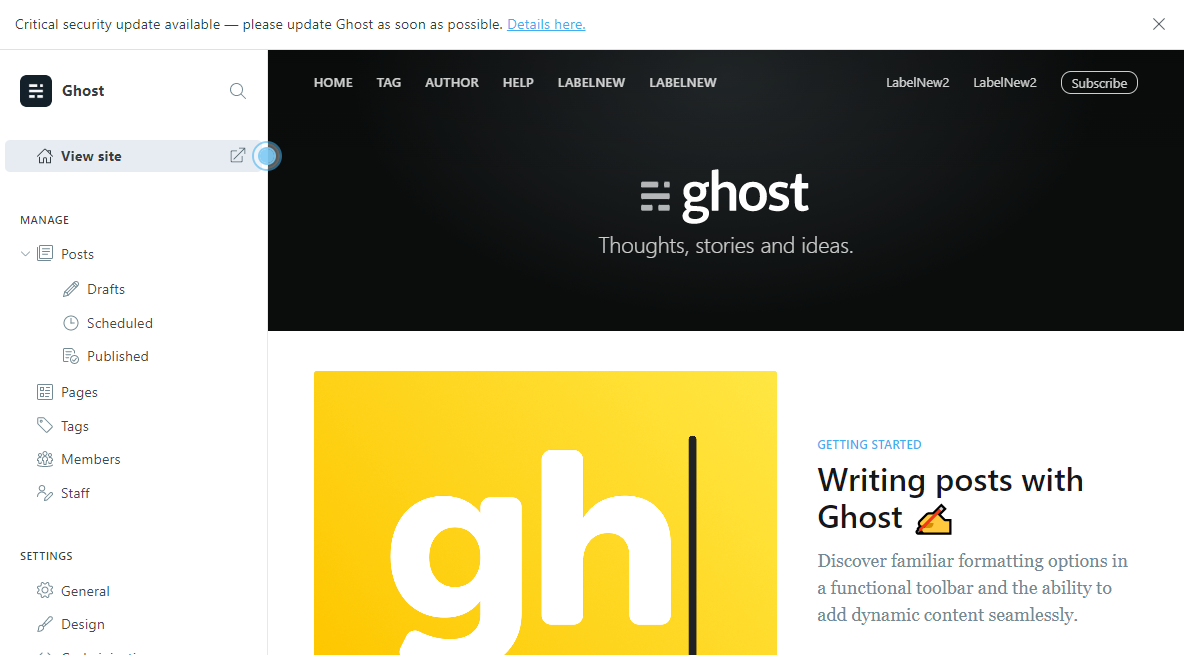 Critical security update available — please update Ghost as soon as possible. Details here.
Ghost
View site
MANAGE
Posts
Drafts
Scheduled
Published
Pages
Tags
Members
Staff
SETTINGS
General
Design
HOME TAG AUTHOR HELP LABELNEW LABELNEW LabelNew2 LabelNew2 Subscribe
ghost
Thoughts, stories and ideas.
gh
GETTING STARTED
Writing posts with
Ghost ✍️
Discover familiar formatting options in
a functional toolbar and the ability to
add dynamic content seamlessly.